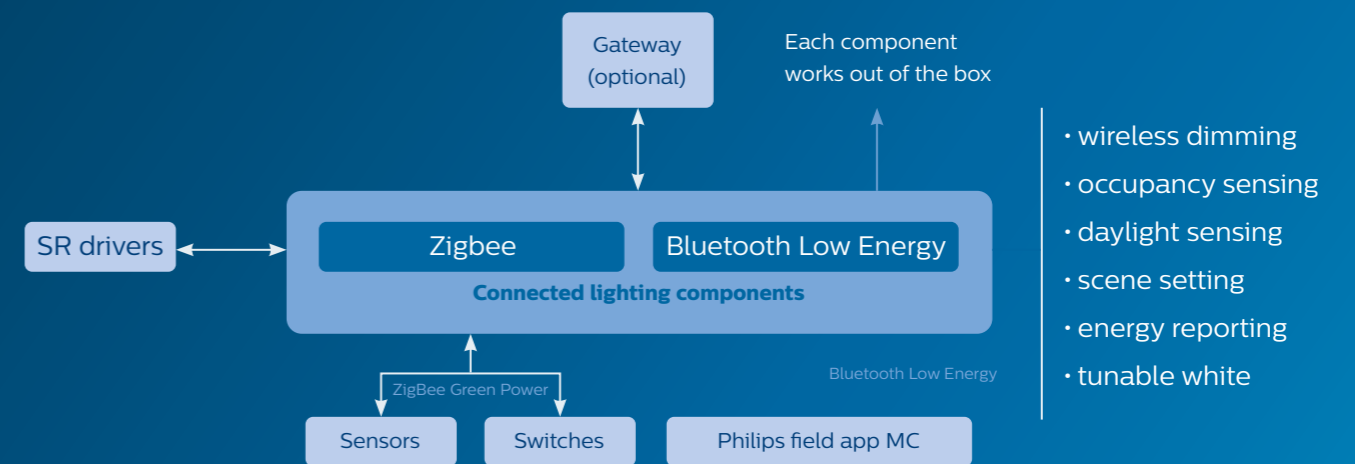 Gateway
(optional)
Each component
works out of the box
SR drivers
Zigbee
Bluetooth Low Energy
Connected lighting components
ZigBee Green Power
Bluetooth Low Energy
Sensors
Switches
Philips field app MC
• wireless dimming
• occupancy sensing
• daylight sensing
• scene setting
• energy reporting
• tunable white